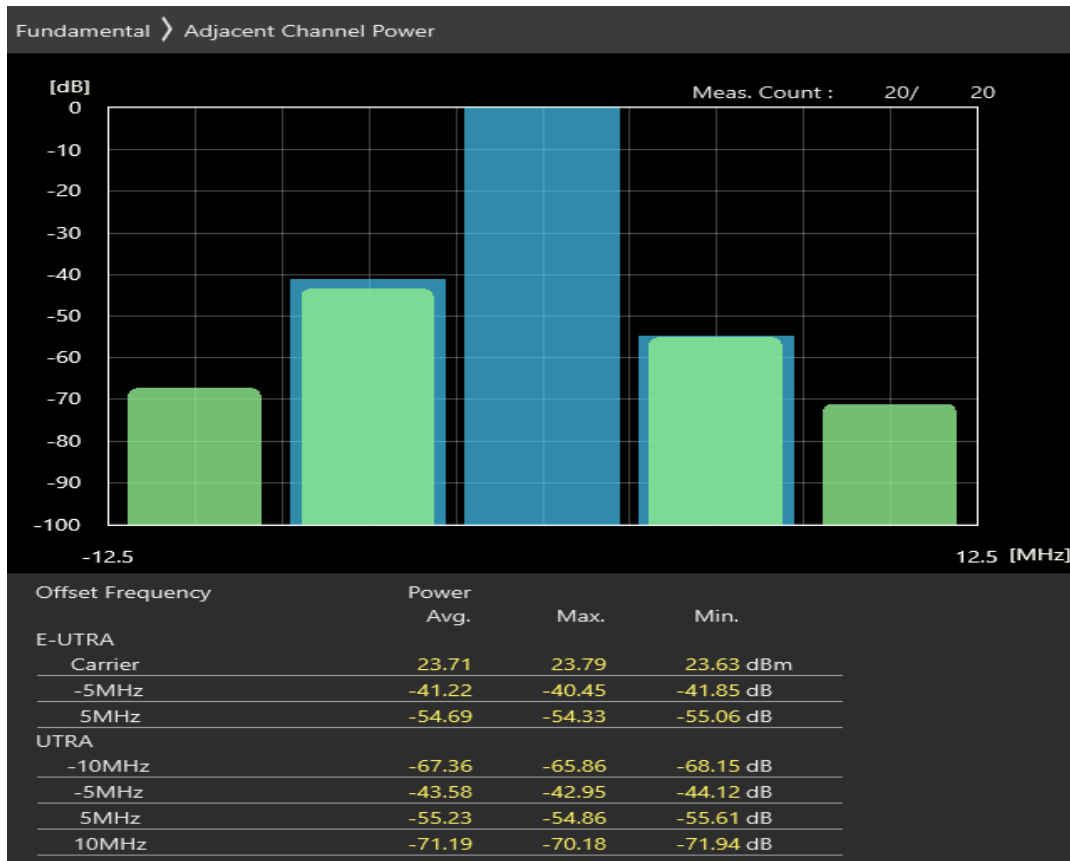 Fundamental ❯ Adjacent Channel Power
[dB]
Meas. Count : 20/ 20
0
-10
-20
-30
-40
-50
-60
-70
-80
-90
-100
-12.5 12.5 [MHz]
Offset Frequency Power
Avg. Max. Min.
E-UTRA
Carrier 23.71 23.79 23.63 dBm
-5MHz -41.22 -40.45 -41.85 dB
5MHz -54.69 -54.33 -55.06 dB
UTRA
-10MHz -67.36 -65.86 -68.15 dB
-5MHz -43.58 -42.95 -44.12 dB
5MHz -55.23 -54.86 -55.61 dB
10MHz -71.19 -70.18 -71.94 dB